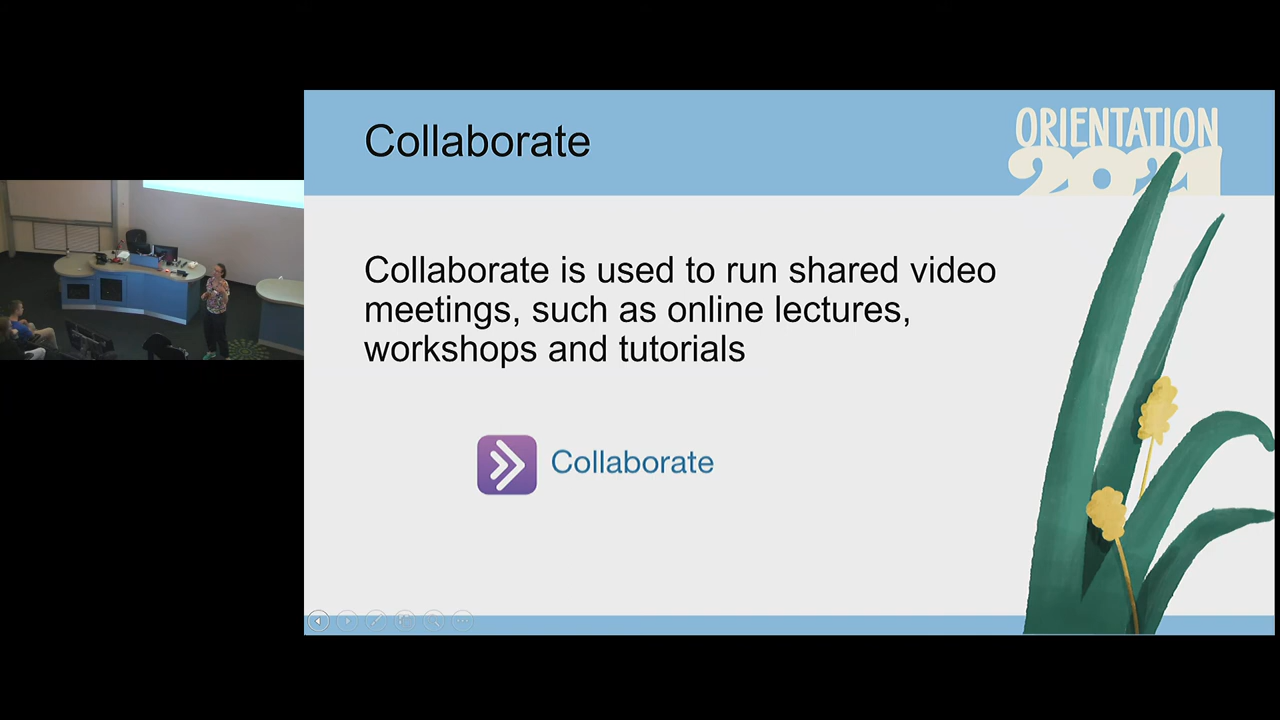 Collaborate
ORIENTATION
2021
Collaborate is used to run shared video
meetings, such as online lectures,
workshops and tutorials
Collaborate